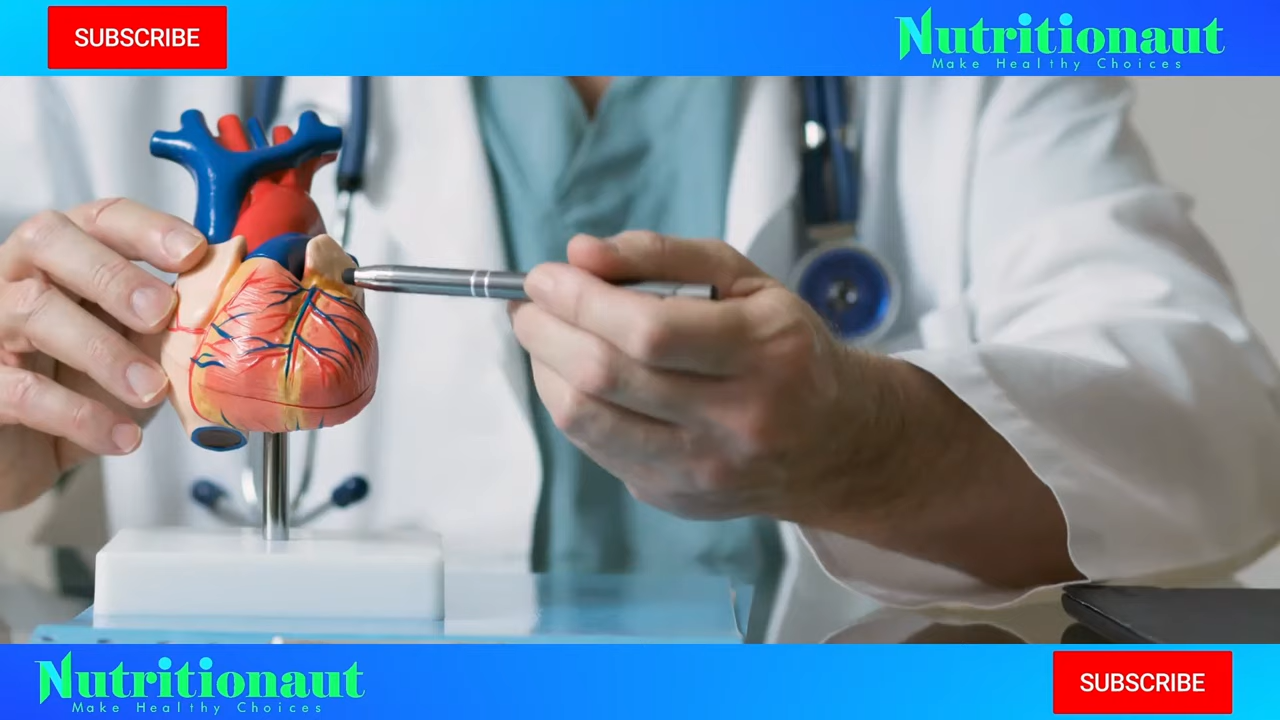 SUBSCRIBE
Nutritionaut
Make Healthy Choices
Nutritionaut
Make Healthy Choices
SUBSCRIBE